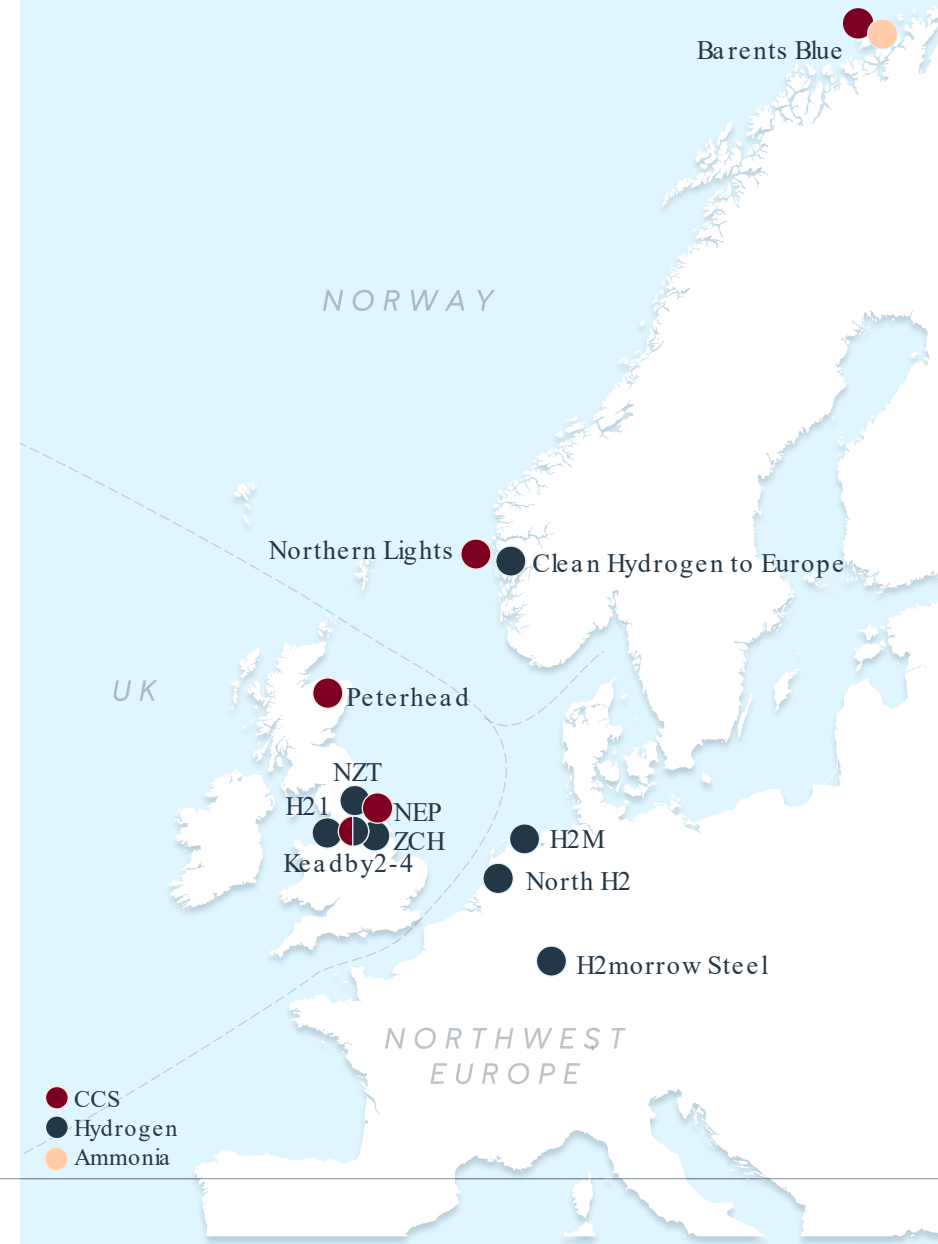 Barents Blue
NORWAY
Northern Lights
Clean Hydrogen to Europe
UK
Peterhead
NZT
H21
NEP
ZCH
Keadby2-4
H2M
North H2
H2morrow Steel
NORTHWEST
EUROPE
CCS
Hydrogen
Ammonia